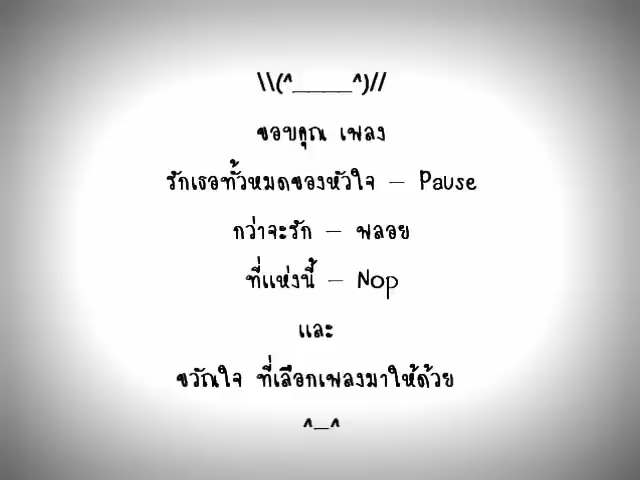 \\(^_____^)//
ขอบคุณ เพลง
รักเธอทั้งหมดของหัวใจ – Pause
กว่าจะรัก – พลอย
ที่แห่งนี้ – Nop
และ
ขวัญใจ ที่เลือกเพลงมาให้ด้วย
^_^